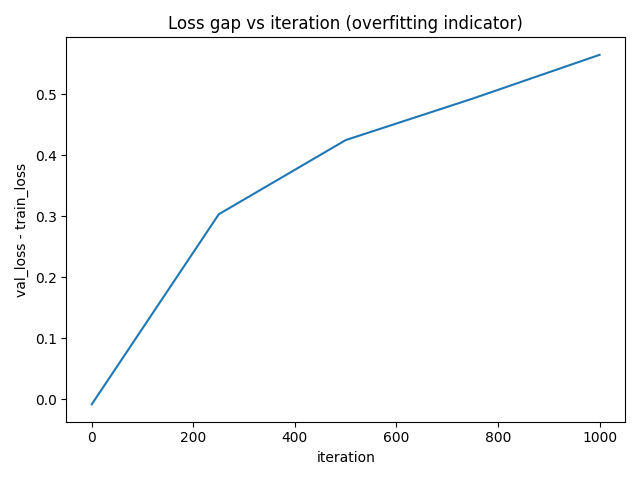 Loss gap vs iteration (overfitting indicator)
val_loss - train_loss
0.5
0.4
0.3
0.2
0.1
0.0
0 200 400 600 800 1000
iteration